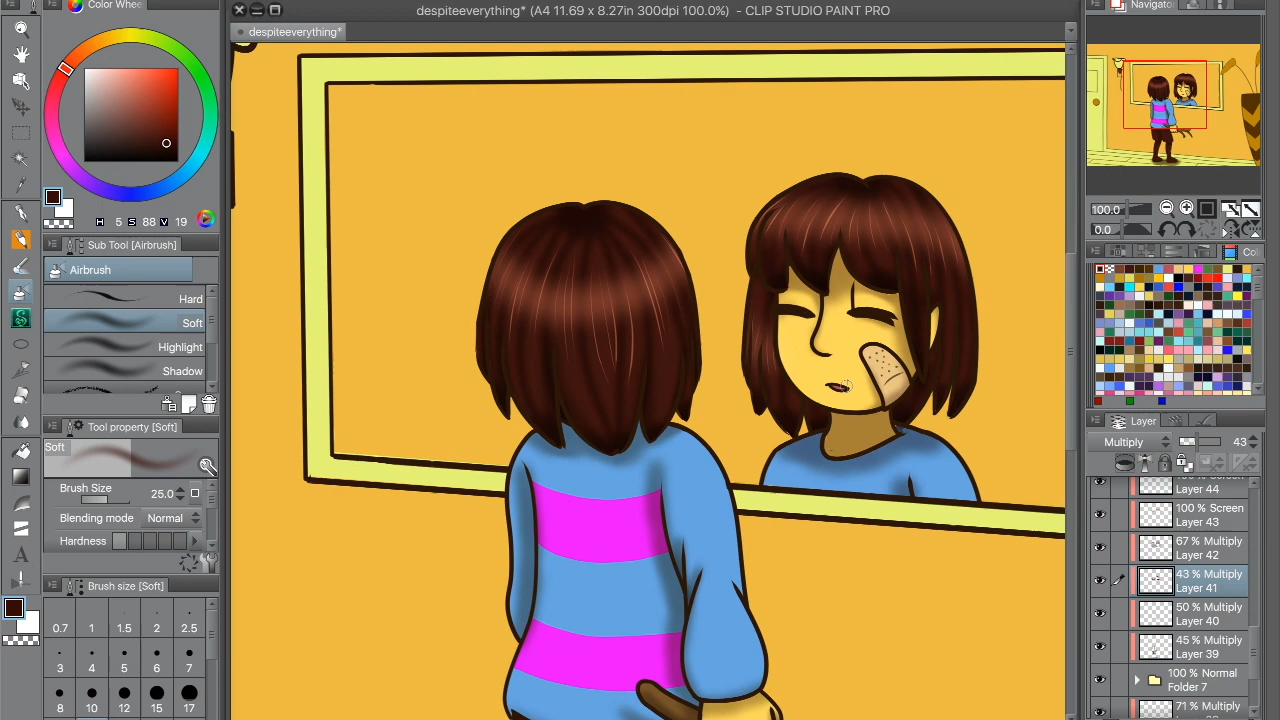 Color Whee
despiteeverything* (A4 11.69 x 8.27in 300dpi 100.0%) - CLIP STUDIO PAINT PRO
Navigator
despiteeverything*
H 5 S 88 V 19
100.0
0.0
Sub Tool [Airbrush]
Airbrush
Hard
Soft
Highlight
Shadow
Col
Tool property [Soft]
Soft
Brush Size 25.0
Blending mode Normal
Hardness
Brush size [Soft]
0.7 1 1.5 2 2.5
3 4 5 6 7
8 10 12 15 17
Layer
Multiply 43
Layer 44
100 % Screen
Layer 43
67 % Multiply
Layer 42
43 % Multiply
Layer 41
50 % Multiply
Layer 40
45 % Multiply
Layer 39
100 % Normal
Folder 7
71 % Multiply